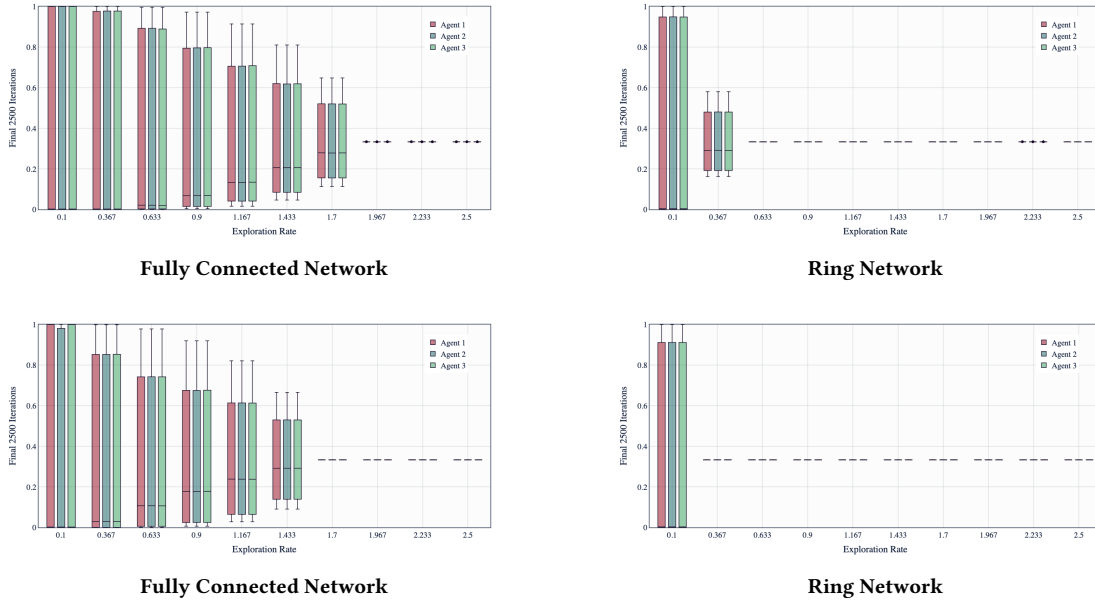 1
0.8
0.6
0.4
0.2
0
Final 2500 Iterations
Agent 1
Agent 2
Agent 3
0.1 0.367 0.633 0.9 1.167 1.433 1.7 1.967 2.233 2.5
Exploration Rate
Fully Connected Network
1
0.8
0.6
0.4
0.2
0
Final 2500 Iterations
Agent 1
Agent 2
Agent 3
0.1 0.367 0.633 0.9 1.167 1.433 1.7 1.967 2.233 2.5
Exploration Rate
Ring Network
1
0.8
0.6
0.4
0.2
0
Final 2500 Iterations
Agent 1
Agent 2
Agent 3
0.1 0.367 0.633 0.9 1.167 1.433 1.7 1.967 2.233 2.5
Exploration Rate
Fully Connected Network
1
0.8
0.6
0.4
0.2
0
Final 2500 Iterations
Agent 1
Agent 2
Agent 3
0.1 0.367 0.633 0.9 1.167 1.433 1.7 1.967 2.233 2.5
Exploration Rate
Ring Network